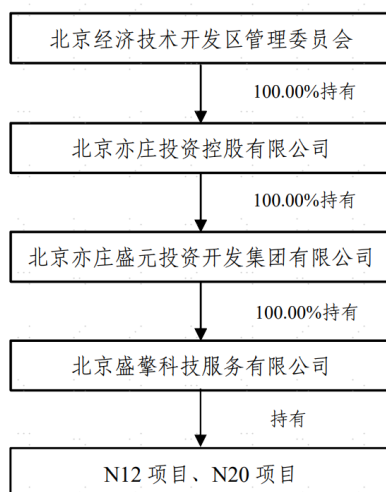 北京经济技术开发区管理委员会
100.00%持有
北京亦庄投资控股有限公司
100.00%持有
北京亦庄盛元投资开发集团有限公司
100.00%持有
北京盛擎科技服务有限公司
持有
N12 项目、N20 项目